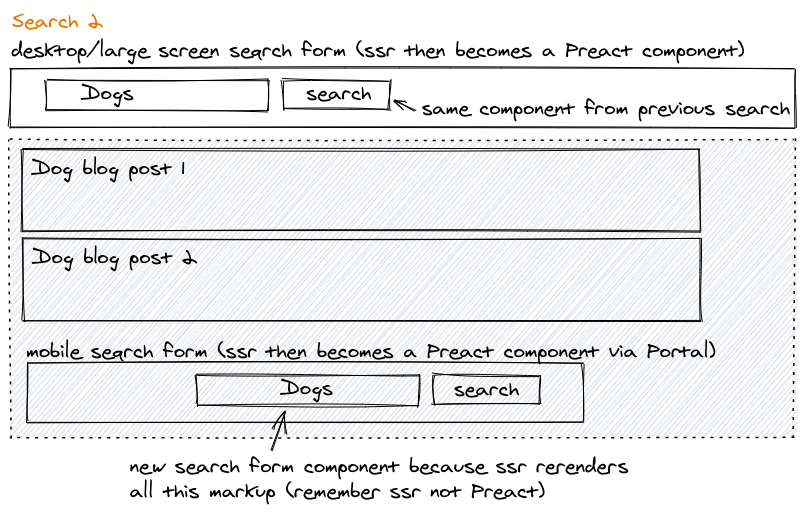 Search 2
desktop/large screen search form (ssr then becomes a Preact component)
Dogs
search
same component from previous search
Dog blog post 1
Dog blog post 2
mobile search form (ssr then becomes a Preact component via Portal)
Dogs
search
new search form component because ssr rerenders
all this markup (remember ssr not Preact)